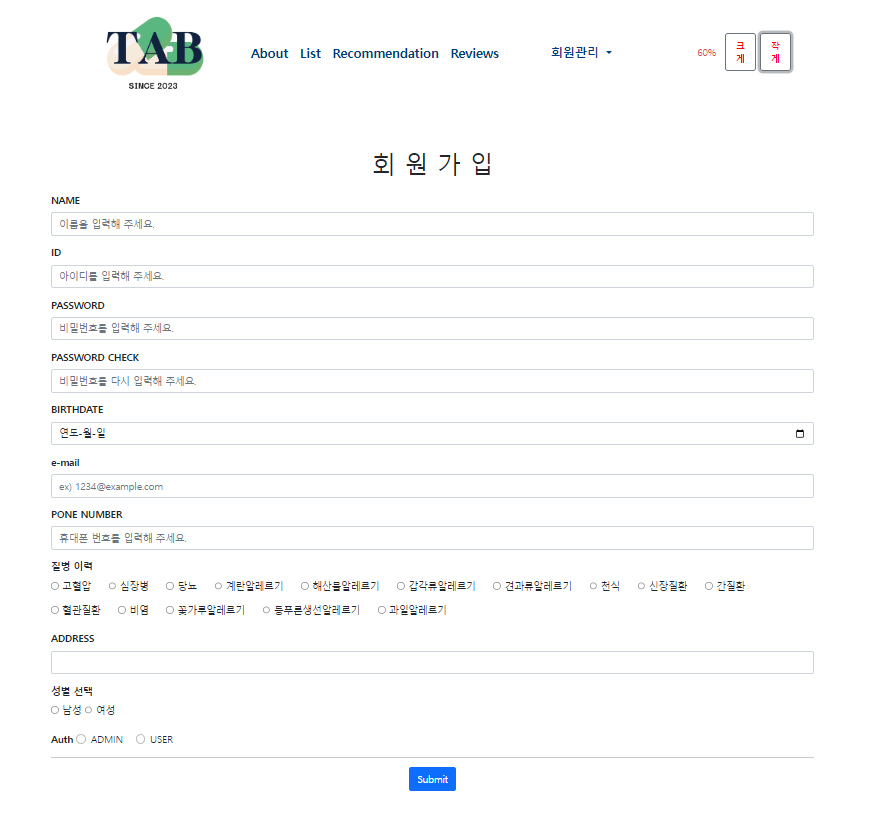 TAB
SINCE 2023
About List Recommendation Reviews 회원관리 60% 크게 작게
회 원 가 입
NAME
이름을 입력해 주세요.
ID
아이디를 입력해 주세요.
PASSWORD
비밀번호를 입력해 주세요.
PASSWORD CHECK
비밀번호를 다시 입력해 주세요.
BIRTHDATE
연도-월-일
e-mail
ex) 1234@example.com
PONE NUMBER
휴대폰 번호를 입력해 주세요.
질병 이력
고혈압 심장병 당뇨 계란알레르기 해산물알레르기 갑각류알레르기 견과류알레르기 천식 신장질환 간질환
혈관질환 비염 꽃가루알레르기 등푸른생선알레르기 과일알레르기
ADDRESS
성별 선택
남성 여성
Auth ADMIN USER
Submit